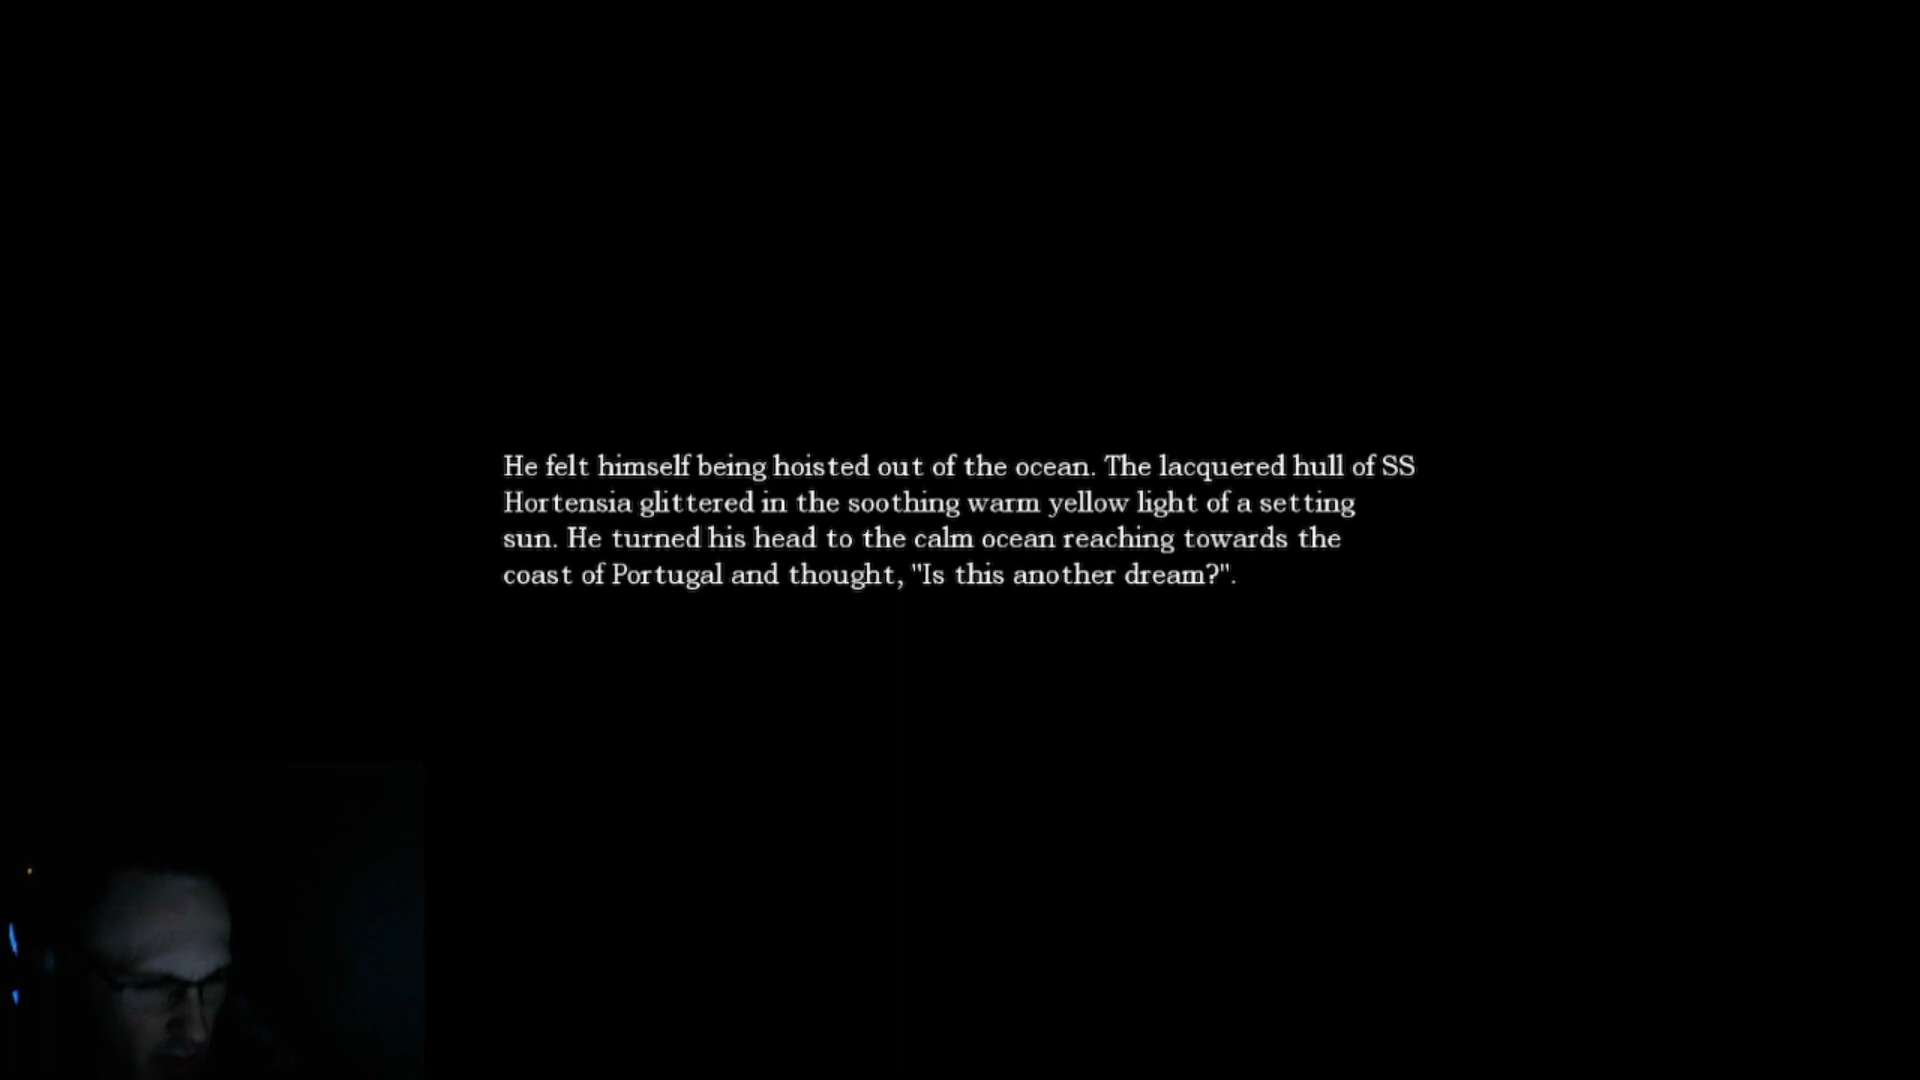 He felt himself being hoisted out of the ocean. The lacquered hull of SS
Hortensia glittered in the soothing warm yellow light of a setting
sun. He turned his head to the calm ocean reaching towards the
coast of Portugal and thought, "Is this another dream?".